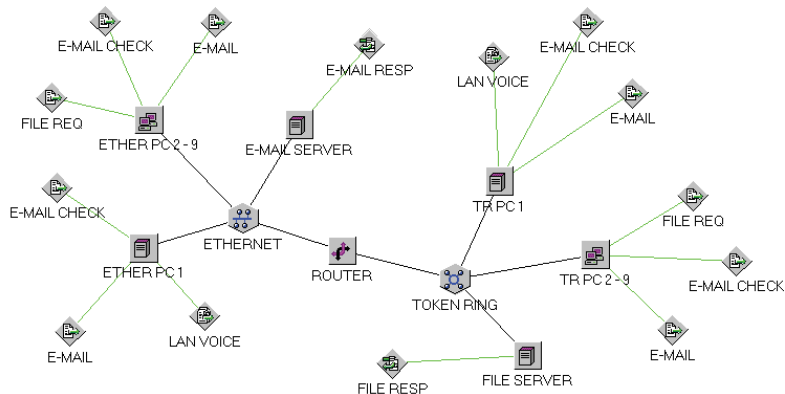 E-MAIL CHECK
E-MAIL
E-MAIL CHECK
E-MAIL RESP
LAN VOICE
FILE REQ
E-MAIL
ETHER PC 2 - 9
E-MAIL SERVER
E-MAIL CHECK
TR PC 1
FILE REQ
ETHERNET
ETHER PC 1
ROUTER
TR PC 2 - 9
E-MAIL CHECK
TOKEN RING
E-MAIL
LAN VOICE
E-MAIL
FILE RESP
FILE SERVER